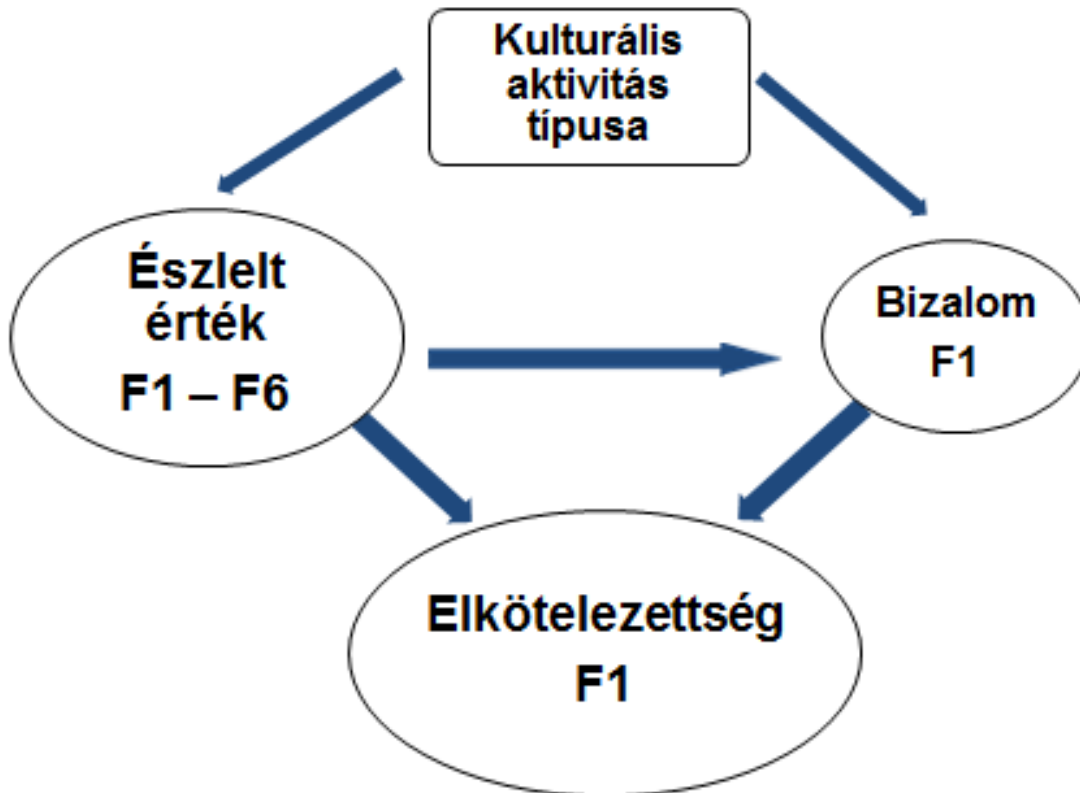 Kulturális
aktivitás
típusa
Észlelt
érték
F1 – F6
Bizalom
F1
Elkötelezettség
F1